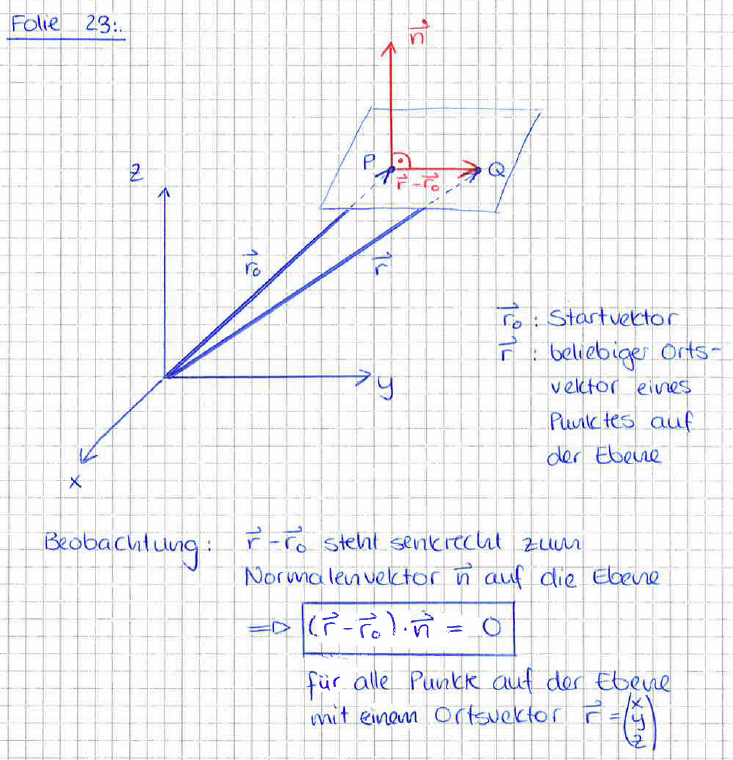 Folie 23:.
n⃗
z
P
Q
r⃗ - r⃗₀
r⃗₀
r⃗
y
x
r⃗₀ : Startvektor
r⃗ : beliebiger Orts-
vektor eines
Punktes auf
der Ebene
Beobachtung: r⃗ - r⃗₀ steht senkrecht zum
Normalenvektor n⃗ auf die Ebene
⇒ (r⃗ - r⃗₀) · n⃗ = 0
für alle Punkte auf der Ebene
mit einem Ortsvektor r⃗ = (x
y
z)